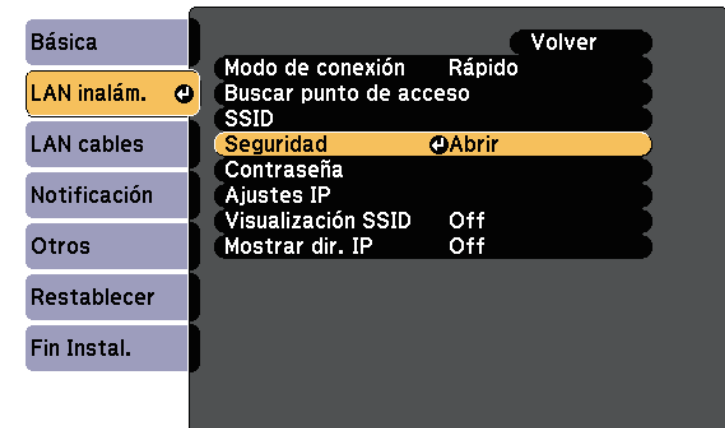 Básica
LAN inalám.
LAN cables
Notificación
Otros
Restablecer
Fin Instal.
Volver
Modo de conexión Rápido
Buscar punto de acceso
SSID
Seguridad Abrir
Contraseña
Ajustes IP
Visualización SSID Off
Mostrar dir. IP Off